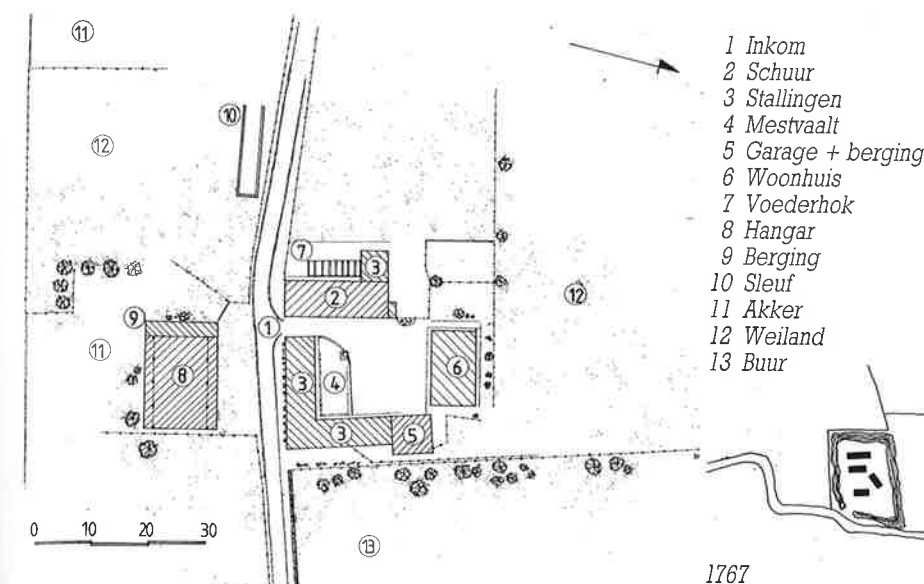 11
12
10
7
3
2
1
12
9
11
8
3
4
6
3
5
13
0 10 20 30
1 Inkom
2 Schuur
3 Stallingen
4 Mestvaalt
5 Garage + berging
6 Woonhuis
7 Voederhok
8 Hangar
9 Berging
10 Sleuf
11 Akker
12 Weiland
13 Buur
1767